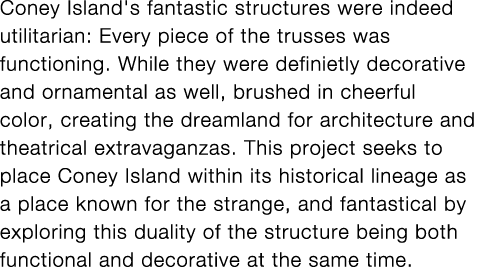 Coney Island's fantastic structures were indeed
utilitarian: Every piece of the trusses was
functioning. While they were definietly decorative
and ornamental as well, brushed in cheerful
color, creating the dreamland for architecture and
theatrical extravaganzas. This project seeks to
place Coney Island within its historical lineage as
a place known for the strange, and fantastical by
exploring this duality of the structure being both
functional and decorative at the same time.